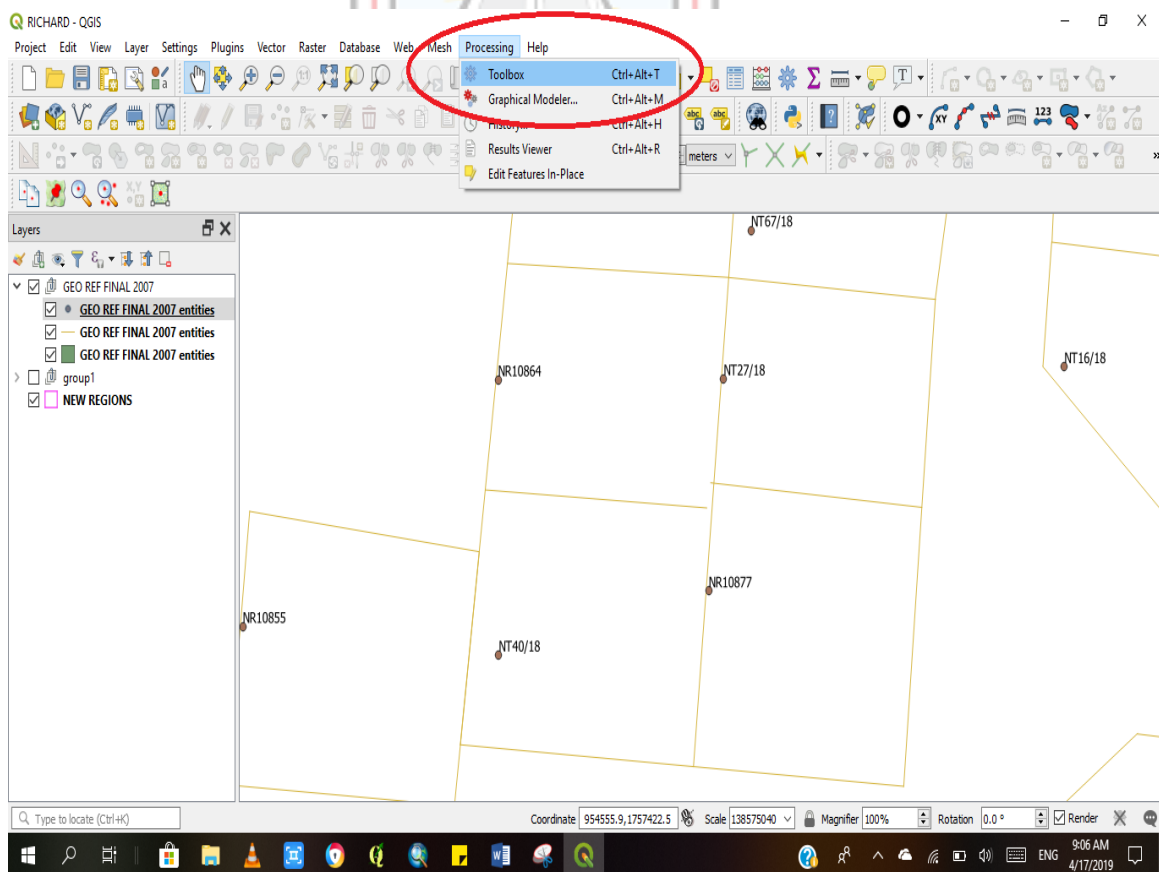 RICHARD - QGIS
Project Edit View Layer Settings Plugins Vector Raster Database Web Mesh Processing Help
Toolbox Ctrl+Alt+T
Graphical Modeler... Ctrl+Alt+M
History... Ctrl+Alt+H
Results Viewer Ctrl+Alt+R
Edit Features In-Place
meters
Layers
GEO REF FINAL 2007
GEO REF FINAL 2007 entities
GEO REF FINAL 2007 entities
GEO REF FINAL 2007 entities
group1
NEW REGIONS
NT67/18
NR10864
NT27/18
NT16/18
NR10877
NR10855
NT40/18
Type to locate (Ctrl+K)
Coordinate 954555.9,1757422.5 Scale 138575040 Magnifier 100% Rotation 0.0 ° Render
ENG
9:06 AM
4/17/2019